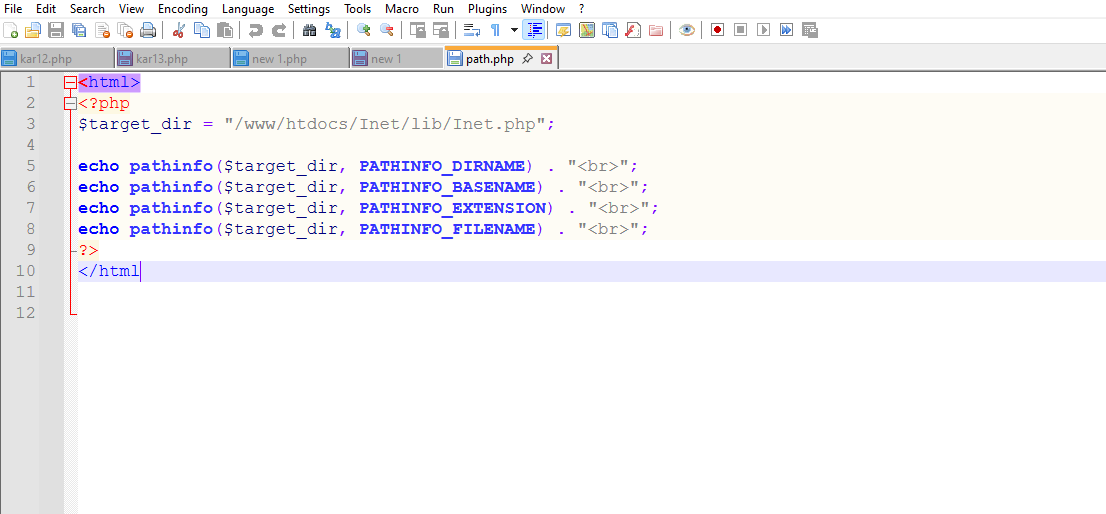 File Edit Search View Encoding Language Settings Tools Macro Run Plugins Window ?
kar12.php kar13.php new 1.php new 1 path.php
1 <html>
2 <?php
3 $target_dir = "/www/htdocs/Inet/lib/Inet.php";
4
5 echo pathinfo($target_dir, PATHINFO_DIRNAME) . "<br>";
6 echo pathinfo($target_dir, PATHINFO_BASENAME) . "<br>";
7 echo pathinfo($target_dir, PATHINFO_EXTENSION) . "<br>";
8 echo pathinfo($target_dir, PATHINFO_FILENAME) . "<br>";
9 ?>
10 </html
11
12